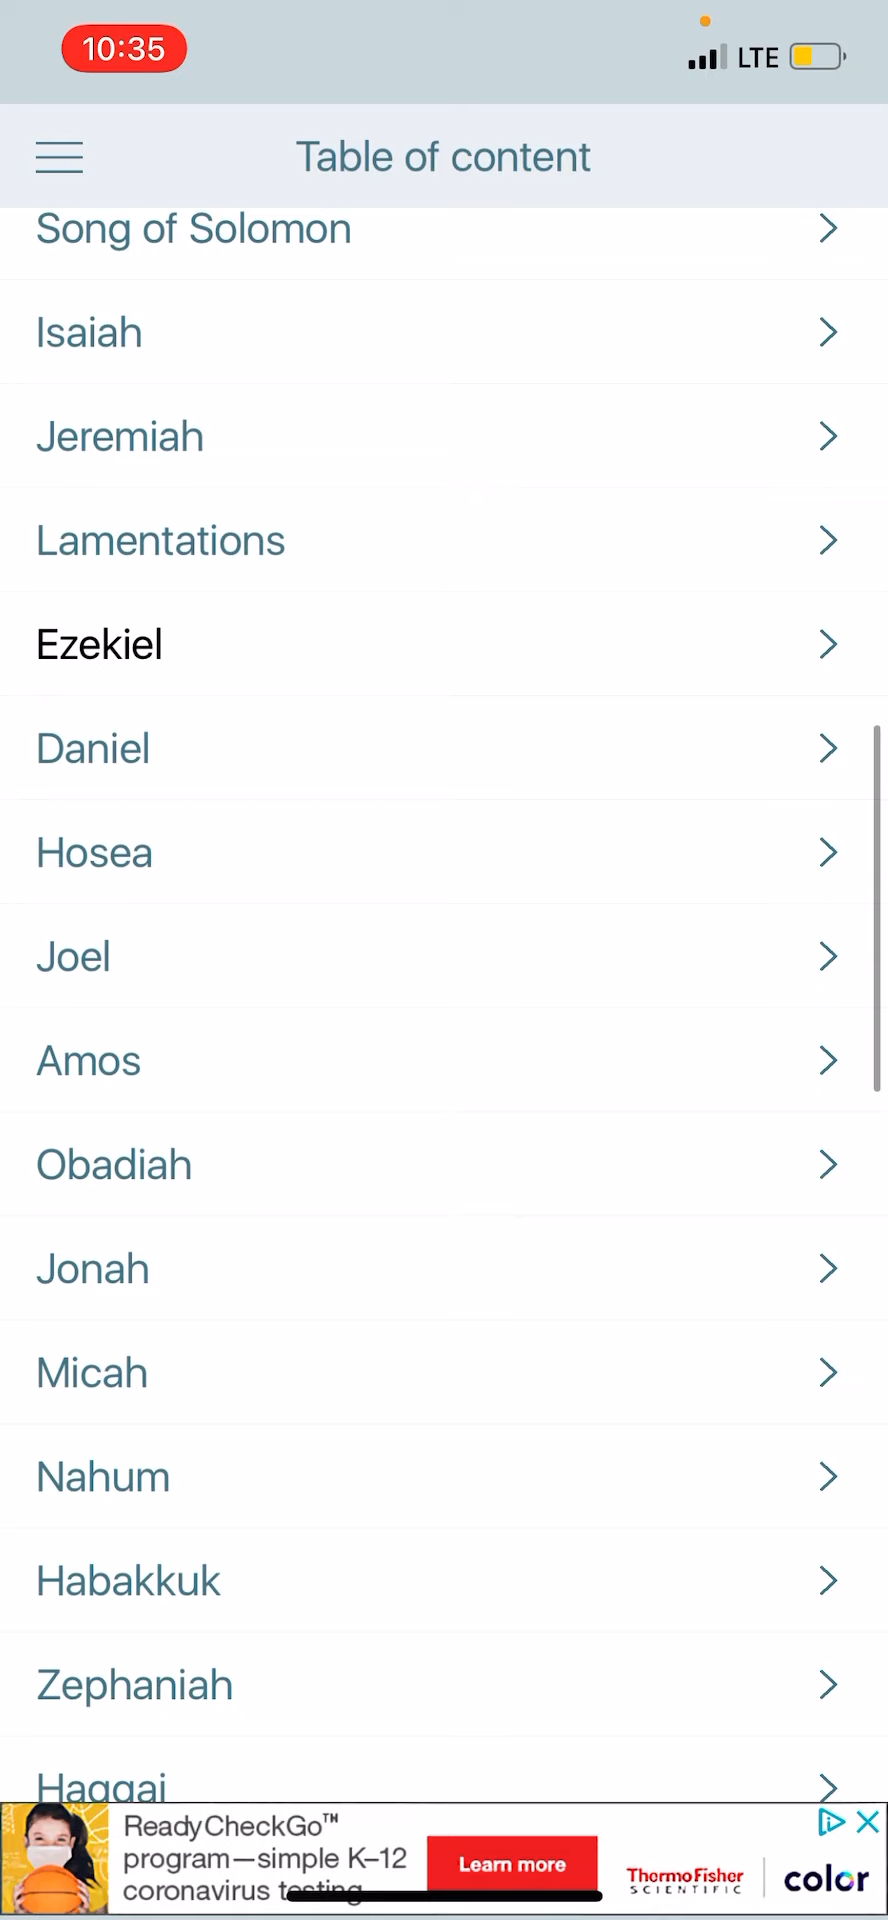 10:35
LTE
Table of content
Song of Solomon
Isaiah
Jeremiah
Lamentations
Ezekiel
Daniel
Hosea
Joel
Amos
Obadiah
Jonah
Micah
Nahum
Habakkuk
Zephaniah
Haggai
ReadyCheckGo™
program—simple K–12
coronavirus testing
Learn more
ThermoFisher
SCIENTIFIC
color